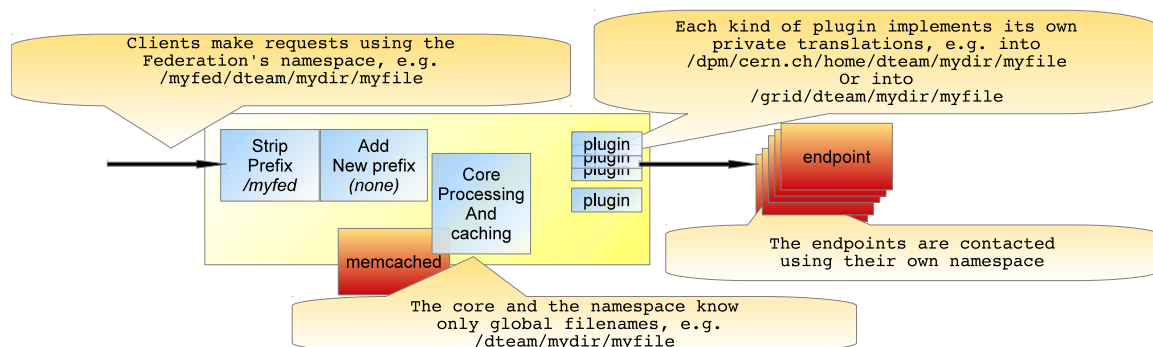 Clients make requests using the
Federation's namespace, e.g.
/myfed/dteam/mydir/myfile
Each kind of plugin implements its own
private translations, e.g. into
/dpm/cern.ch/home/dteam/mydir/myfile
Or into
/grid/dteam/mydir/myfile
Strip
Prefix
/myfed
Add
New prefix
(none)
Core
Processing
And
caching
plugin
plugin
plugin
plugin
endpoint
memcached
The endpoints are contacted
using their own namespace
The core and the namespace know
only global filenames, e.g.
/dteam/mydir/myfile